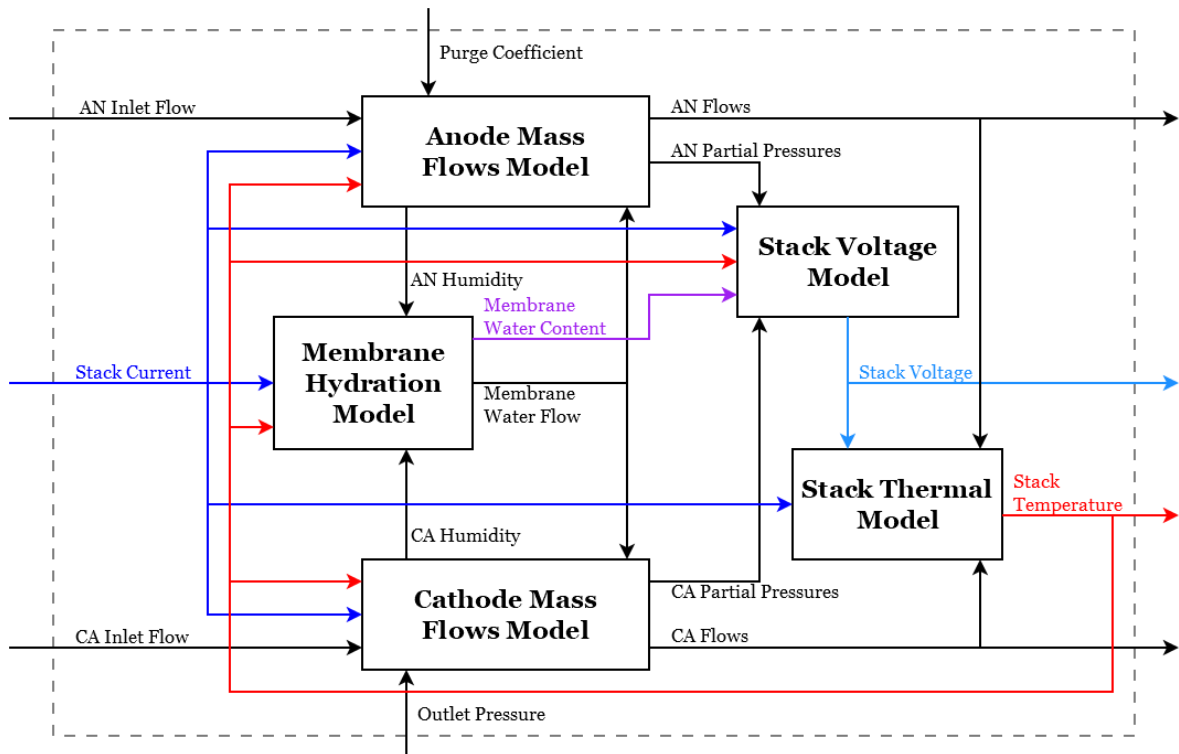 Purge Coefficient
AN Inlet Flow
AN Flows
Anode Mass
Flows Model
AN Partial Pressures
Stack Voltage
Model
AN Humidity
Membrane
Water Content
Membrane
Hydration
Model
Stack Current
Stack Voltage
Membrane
Water Flow
Stack Thermal
Model
Stack
Temperature
CA Humidity
Cathode Mass
Flows Model
CA Partial Pressures
CA Inlet Flow
CA Flows
Outlet Pressure